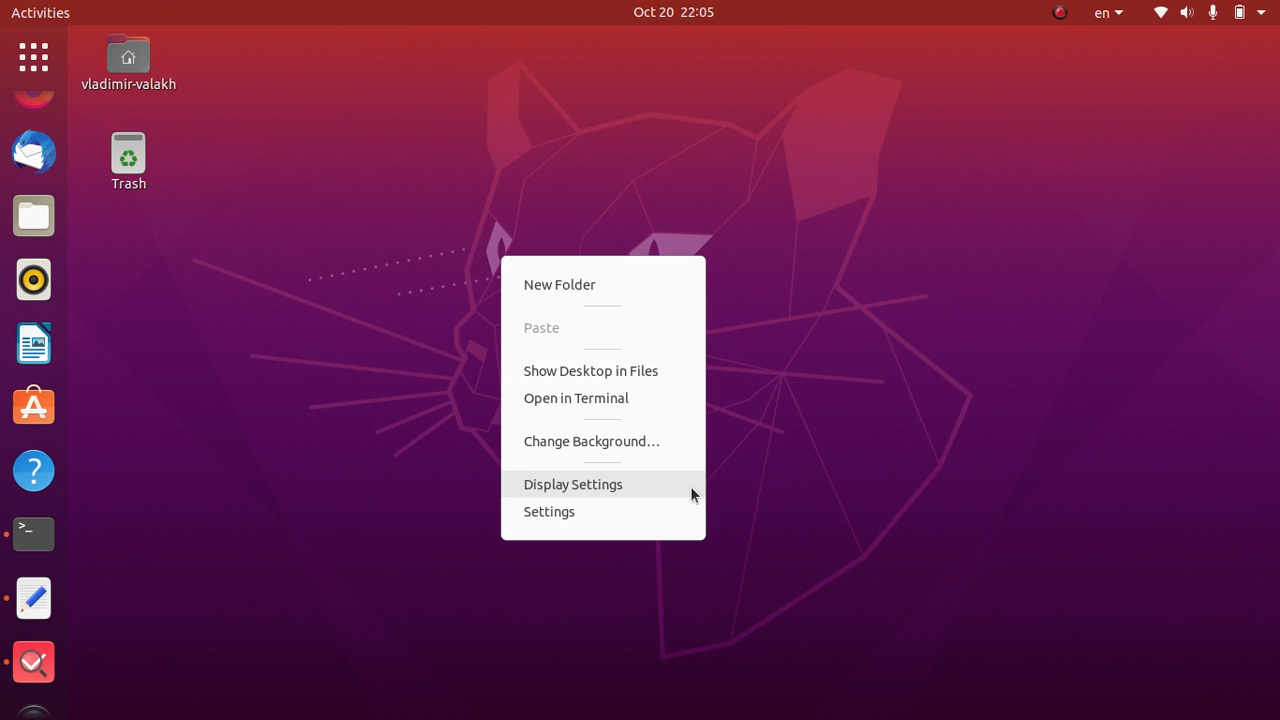 Activities
Oct 20 22:05
en
vladimir-valakh
Trash
New Folder
Paste
Show Desktop in Files
Open in Terminal
Change Background…
Display Settings
Settings
?
>_